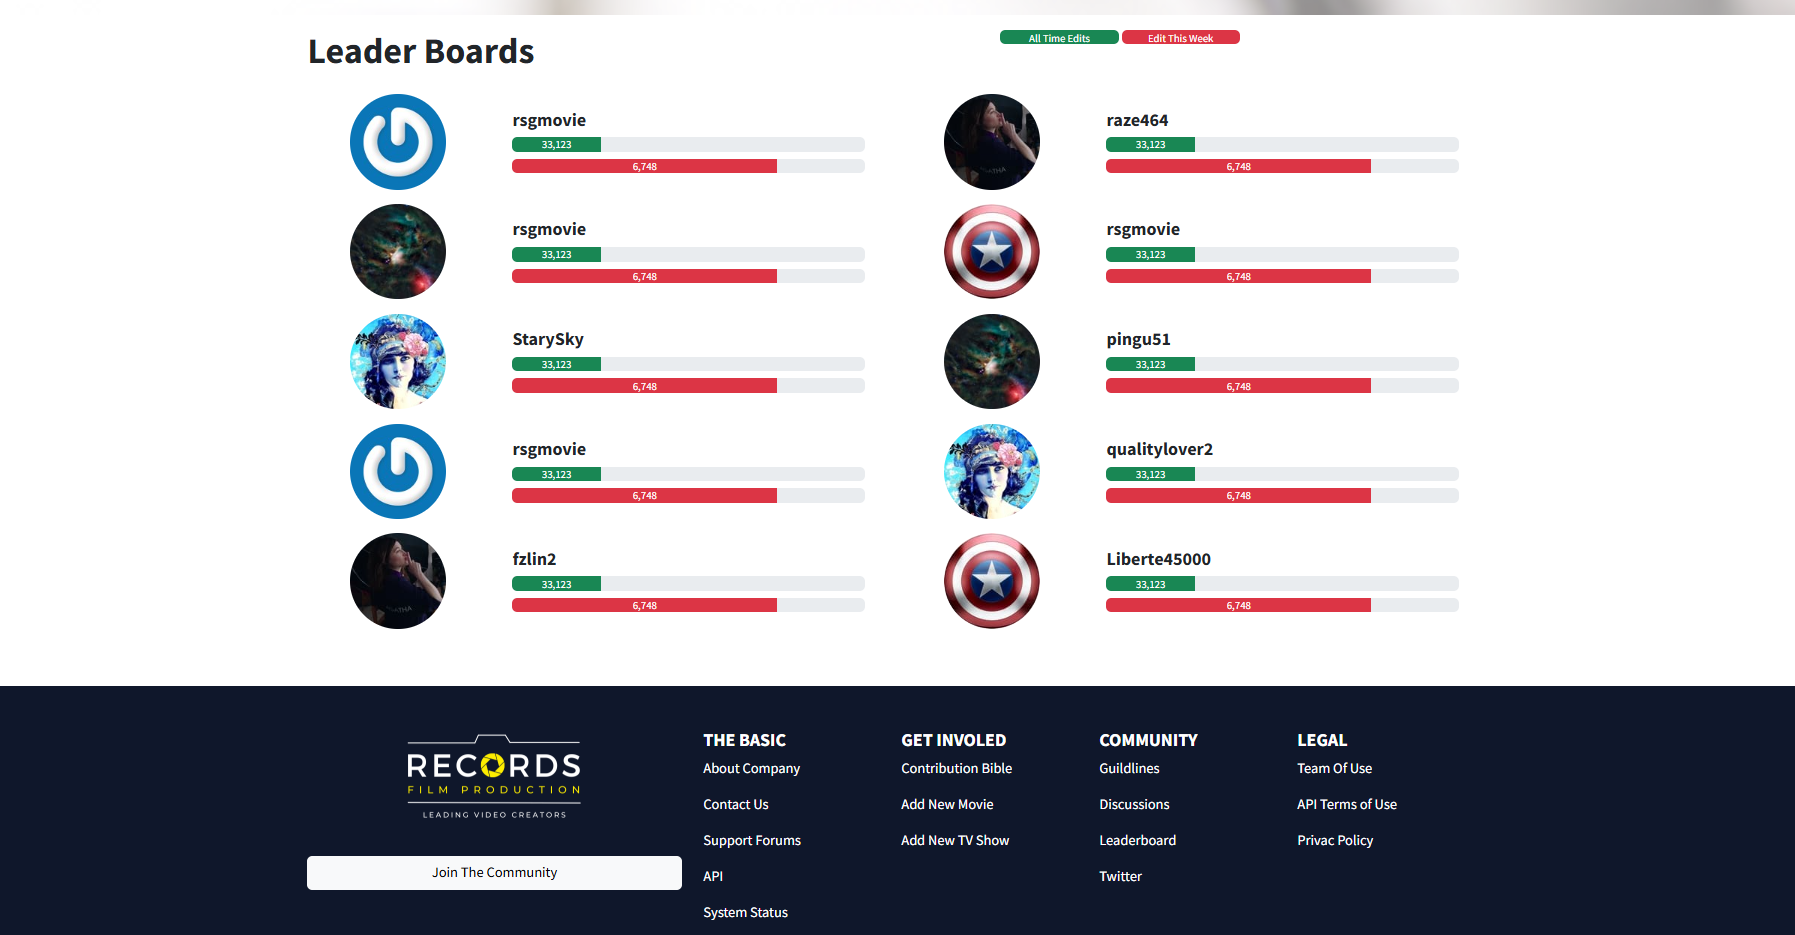 Leader Boards
All Time Edits
Edit This Week
rsgmovie
33,123
6,748
raze464
33,123
6,748
rsgmovie
33,123
6,748
rsgmovie
33,123
6,748
StarySky
33,123
6,748
pingu51
33,123
6,748
rsgmovie
33,123
6,748
qualitylover2
33,123
6,748
fzlin2
33,123
6,748
Liberte45000
33,123
6,748
RECORDS
FILM PRODUCTION
LEADING VIDEO CREATORS
Join The Community
THE BASIC
About Company
Contact Us
Support Forums
API
System Status
GET INVOLED
Contribution Bible
Add New Movie
Add New TV Show
COMMUNITY
Guildlines
Discussions
Leaderboard
Twitter
LEGAL
Team Of Use
API Terms of Use
Privac Policy